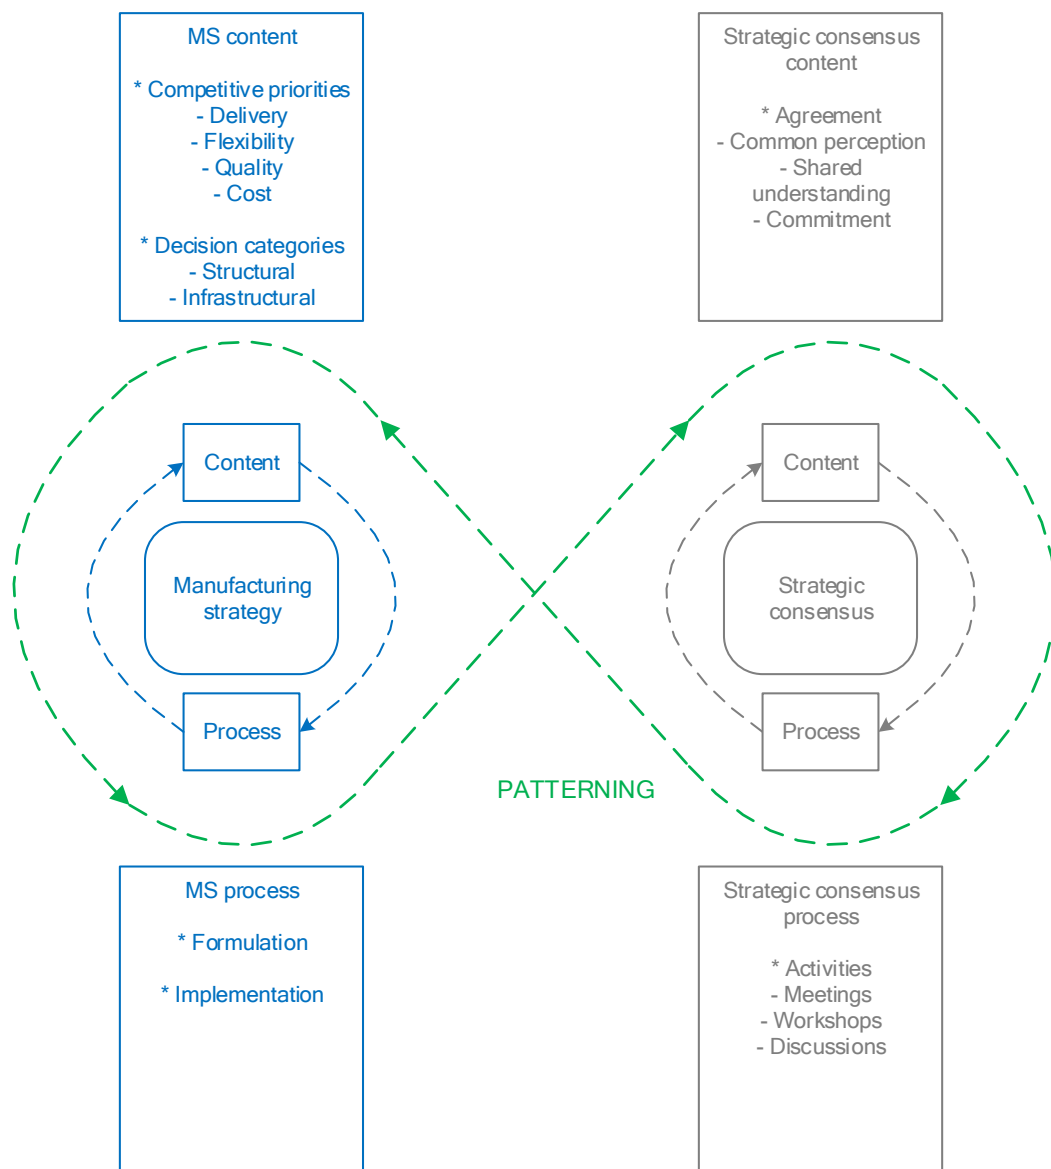 MS content
* Competitive priorities
- Delivery
- Flexibility
- Quality
- Cost
* Decision categories
- Structural
- Infrastructural
Strategic consensus
content
* Agreement
- Common perception
- Shared
understanding
- Commitment
Content
Manufacturing
strategy
Process
Content
Strategic
consensus
Process
PATTERNING
MS process
* Formulation
* Implementation
Strategic consensus
process
* Activities
- Meetings
- Workshops
- Discussions